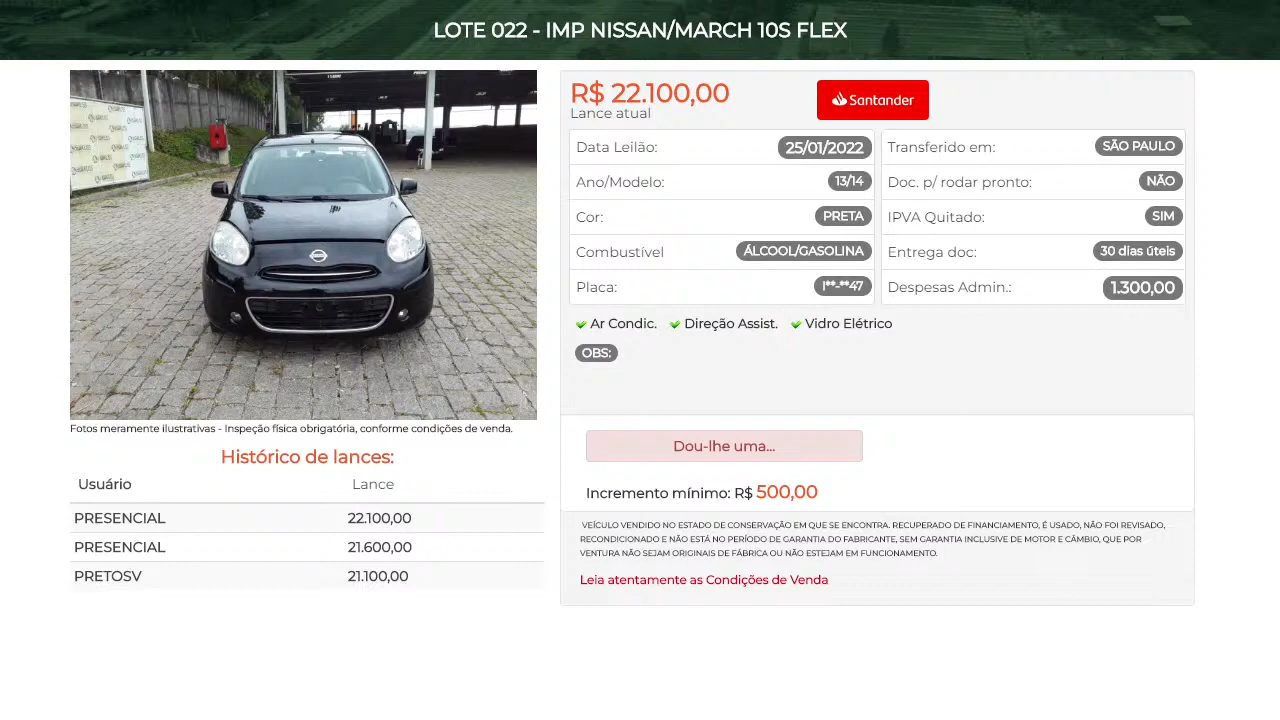 LOTE 022 - IMP NISSAN/MARCH 10S FLEX
R$ 22.100,00
Lance atual
Santander
Data Leilão: 25/01/2022
Ano/Modelo: 13/14
Cor: PRETA
Combustível ÁLCOOL/GASOLINA
Placa: I**-**47
Transferido em: SÃO PAULO
Doc. p/ rodar pronto: NÃO
IPVA Quitado: SIM
Entrega doc: 30 dias úteis
Despesas Admin.: 1.300,00
Ar Condic. Direção Assist. Vidro Elétrico
OBS:
Fotos meramente ilustrativas - Inspeção física obrigatória, conforme condições de venda.
Histórico de lances:
Usuário Lance
PRESENCIAL 22.100,00
PRESENCIAL 21.600,00
PRETOSV 21.100,00
Dou-lhe uma...
Incremento mínimo: R$ 500,00
VEÍCULO VENDIDO NO ESTADO DE CONSERVAÇÃO EM QUE SE ENCONTRA. RECUPERADO DE FINANCIAMENTO, É USADO, NÃO FOI REVISADO,
RECONDICIONADO E NÃO ESTÁ NO PERÍODO DE GARANTIA DO FABRICANTE, SEM GARANTIA INCLUSIVE DE MOTOR E CÂMBIO, QUE POR
VENTURA NÃO SEJAM ORIGINAIS DE FÁBRICA OU NÃO ESTEJAM EM FUNCIONAMENTO.
Leia atentamente as Condições de Venda